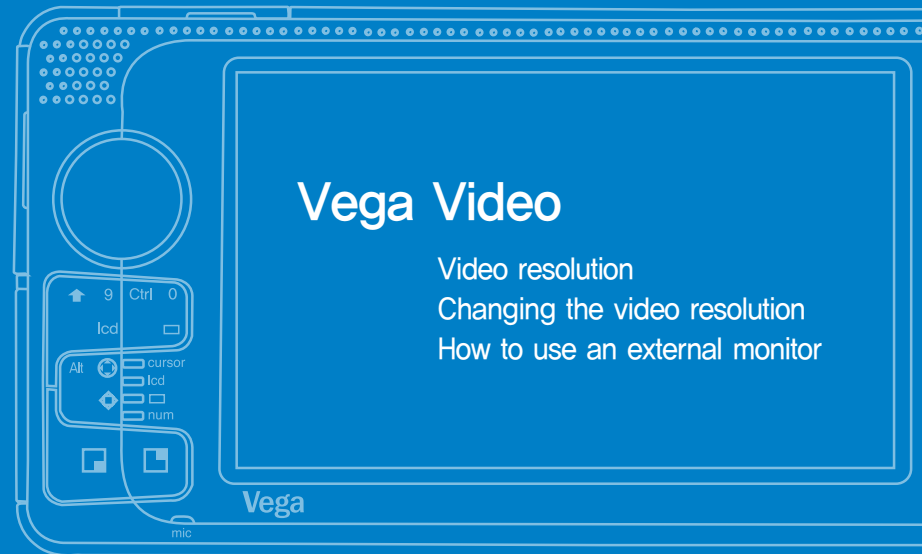 Vega Video
Video resolution
Changing the video resolution
How to use an external monitor
9 Ctrl 0
lcd
Alt
cursor
lcd
num
Vega
mic